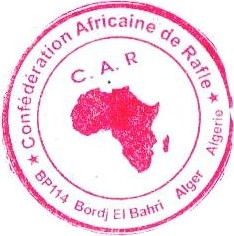 Confédération Africaine de Rafle
C. A. R
BP114 Bordj El Bahri Alger Algerie